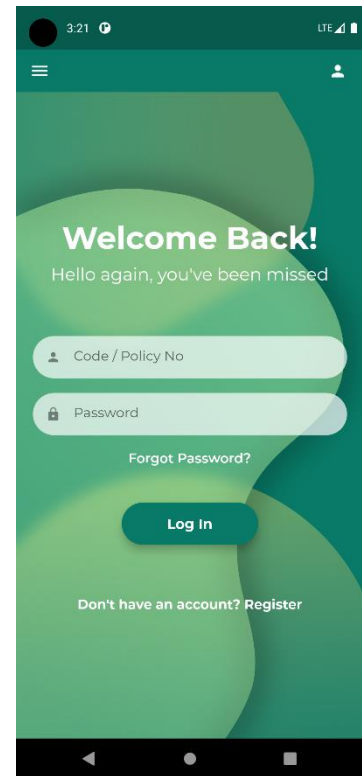 3:21
LTE
Welcome Back!
Hello again, you've been missed
Code / Policy No
Password
Forgot Password?
Log In
Don't have an account? Register